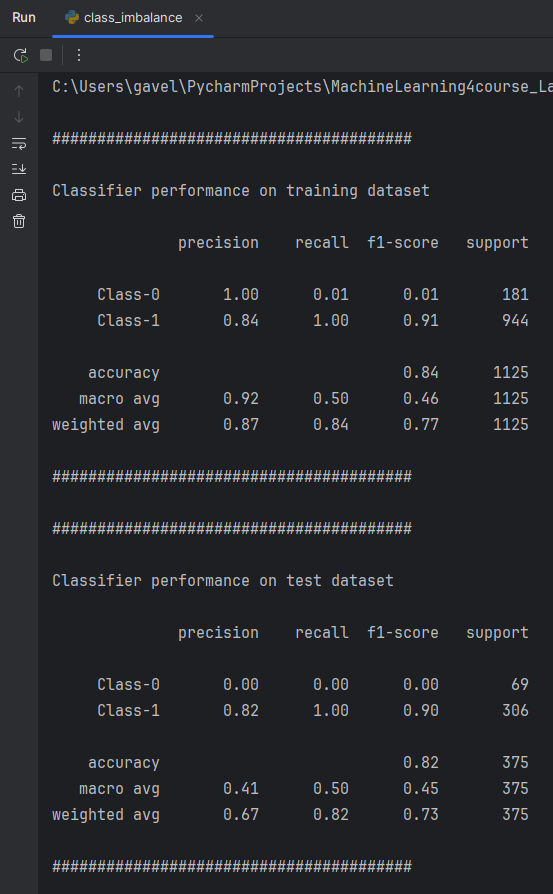 Run class_imbalance
C:\Users\gavel\PycharmProjects\MachineLearning4course_La
########################################
Classifier performance on training dataset
precision recall f1-score support
Class-0 1.00 0.01 0.01 181
Class-1 0.84 1.00 0.91 944
accuracy 0.84 1125
macro avg 0.92 0.50 0.46 1125
weighted avg 0.87 0.84 0.77 1125
########################################
########################################
Classifier performance on test dataset
precision recall f1-score support
Class-0 0.00 0.00 0.00 69
Class-1 0.82 1.00 0.90 306
accuracy 0.82 375
macro avg 0.41 0.50 0.45 375
weighted avg 0.67 0.82 0.73 375
########################################